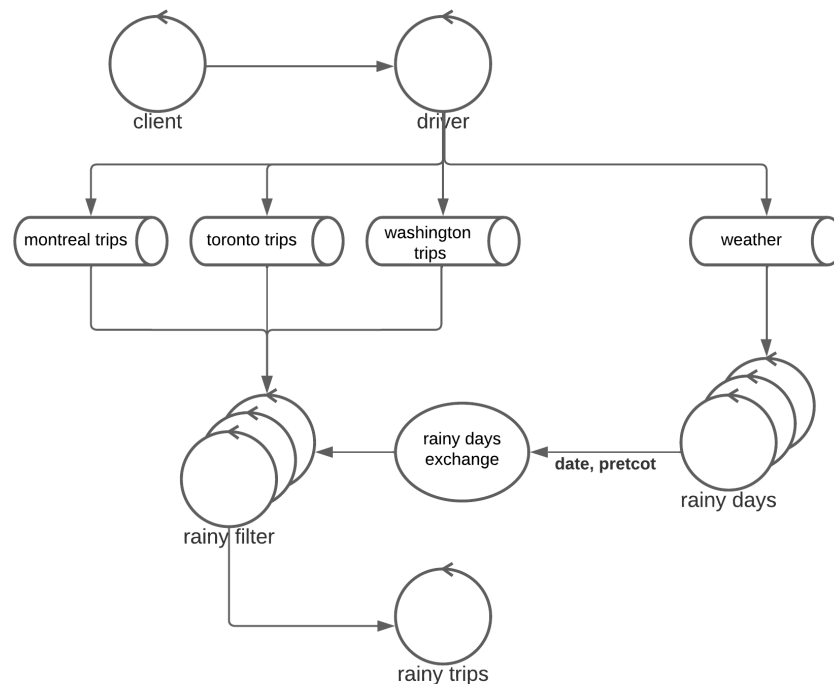 client
driver
montreal trips
toronto trips
washington
trips
weather
rainy days
exchange
date, pretcot
rainy days
rainy filter
rainy trips